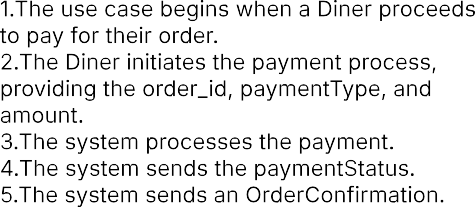 1.The use case begins when a Diner proceeds
to pay for their order.
2.The Diner initiates the payment process,
providing the order_id, paymentType, and
amount.
3.The system processes the payment.
4.The system sends the paymentStatus.
5.The system sends an OrderConfirmation.